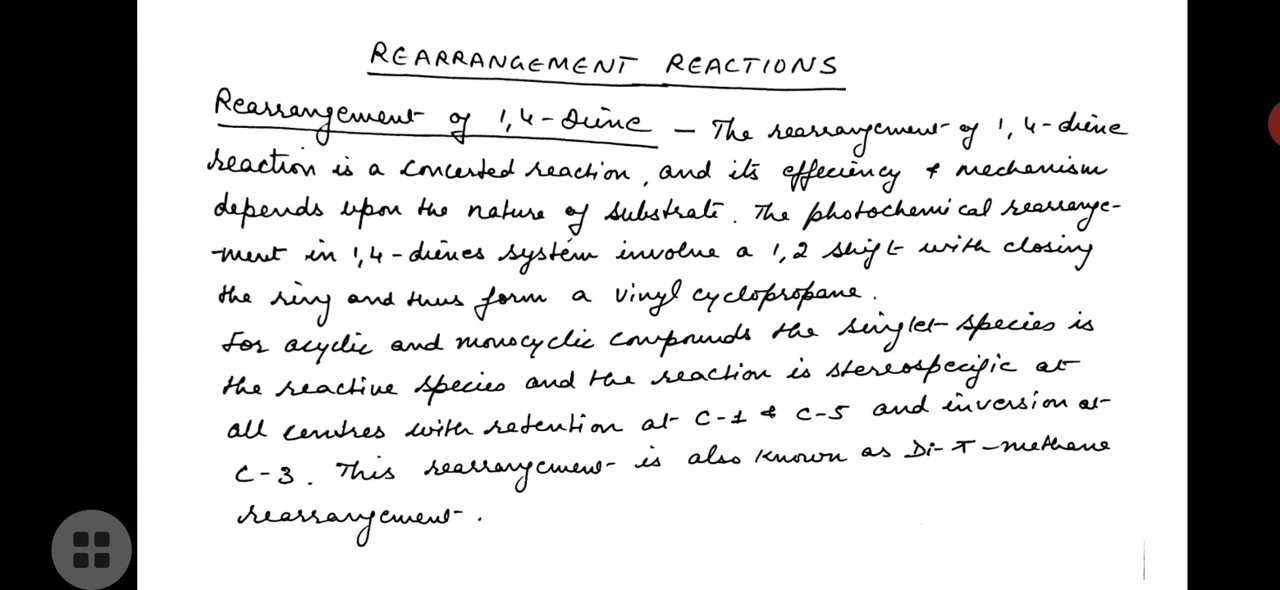 REARRANGEMENT REACTIONS
Rearrangement of 1,4-Diene - The rearrangement of 1,4-diene
reaction is a concerted reaction, and its effeciency & mechanism
depends upon the nature of substrate. The photochemical rearrange-
-ment in 1,4-dienes system involve a 1,2 shift with closing
the ring and thus form a vinyl cyclopropane.
For acyclic and monocyclic compounds the singlet species is
the reactive species and the reaction is stereospecific at
all centres with retention at C-1 & C-5 and inversion at
C-3. This rearrangement is also known as Di-π-methane
rearrangement.